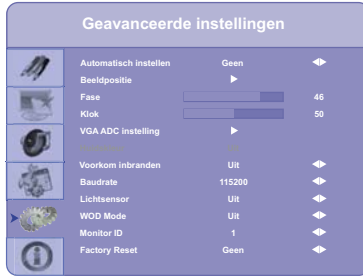 Geavanceerde instellingen
Automatisch instellen Geen
Beeldpositie
Fase 46
Klok 50
VGA ADC instelling
Voorkom inbranden Uit
Baudrate 115200
Lichtsensor Uit
WOD Mode Uit
Monitor ID 1
Factory Reset Geen